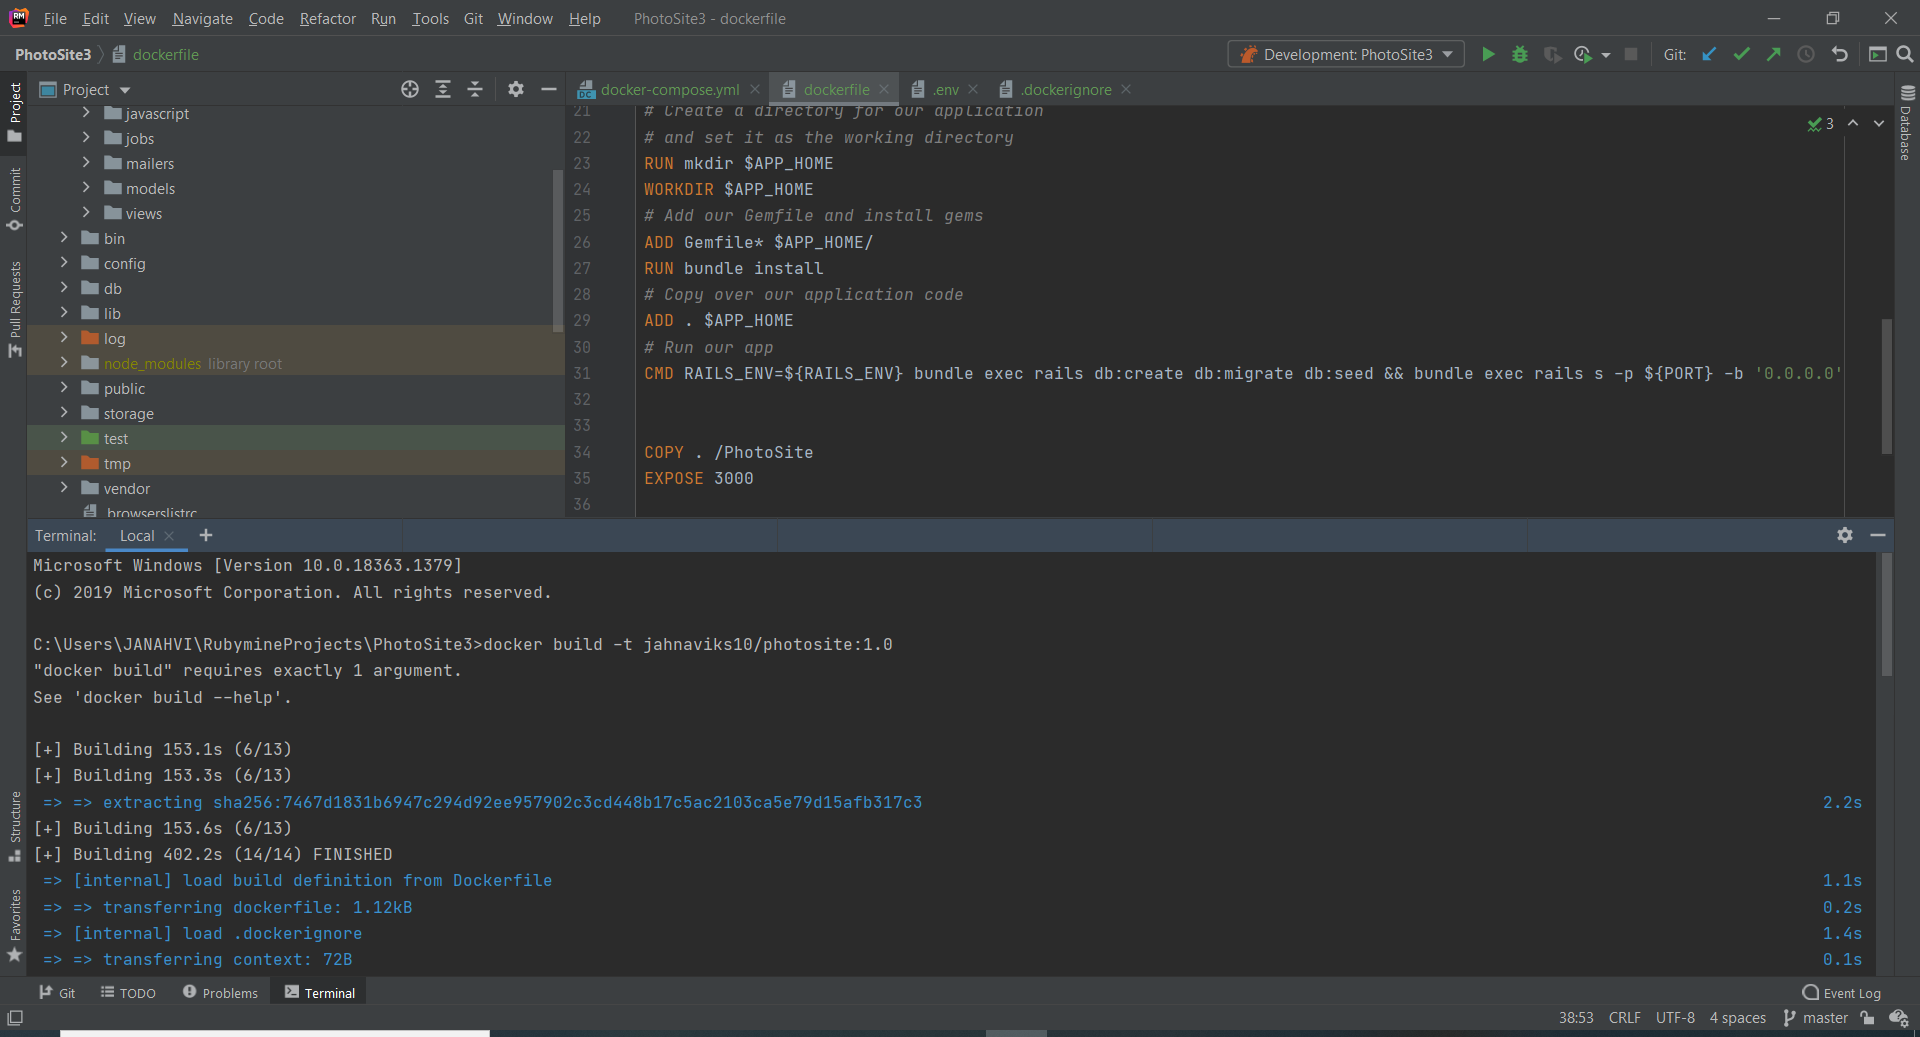 RM File Edit View Navigate Code Refactor Run Tools Git Window Help PhotoSite3 - dockerfile
PhotoSite3 dockerfile Development: PhotoSite3 Git:
Project
docker-compose.yml dockerfile .env .dockerignore
Project
Commit
Pull Requests
Structure
Favorites
Database
javascript
jobs
mailers
models
views
bin
config
db
lib
log
node_modules library root
public
storage
test
tmp
vendor
.browserslistrc
3
21 # Create a directory for our application
22 # and set it as the working directory
23 RUN mkdir $APP_HOME
24 WORKDIR $APP_HOME
25 # Add our Gemfile and install gems
26 ADD Gemfile* $APP_HOME/
27 RUN bundle install
28 # Copy over our application code
29 ADD . $APP_HOME
30 # Run our app
31 CMD RAILS_ENV=${RAILS_ENV} bundle exec rails db:create db:migrate db:seed && bundle exec rails s -p ${PORT} -b '0.0.0.0'
32
33
34 COPY . /PhotoSite
35 EXPOSE 3000
36
Terminal: Local
Microsoft Windows [Version 10.0.18363.1379]
(c) 2019 Microsoft Corporation. All rights reserved.
C:\Users\JANAHVI\RubymineProjects\PhotoSite3>docker build -t jahnaviks10/photosite:1.0
"docker build" requires exactly 1 argument.
See 'docker build --help'.
[+] Building 153.1s (6/13)
[+] Building 153.3s (6/13)
=> => extracting sha256:7467d1831b6947c294d92ee957902c3cd448b17c5ac2103ca5e79d15afb317c3 2.2s
[+] Building 153.6s (6/13)
[+] Building 402.2s (14/14) FINISHED
=> [internal] load build definition from Dockerfile 1.1s
=> => transferring dockerfile: 1.12kB 0.2s
=> [internal] load .dockerignore 1.4s
=> => transferring context: 72B 0.1s
Git TODO Problems Terminal Event Log
38:53 CRLF UTF-8 4 spaces master